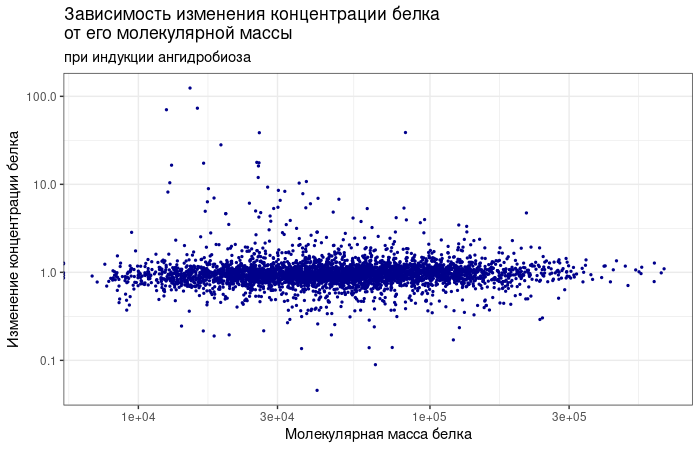 Зависимость изменения концентрации белка
от его молекулярной массы
при индукции ангидробиоза
Изменение концентрации белка
100.0
10.0
1.0
0.1
1e+04
3e+04
1e+05
3e+05
Молекулярная масса белка